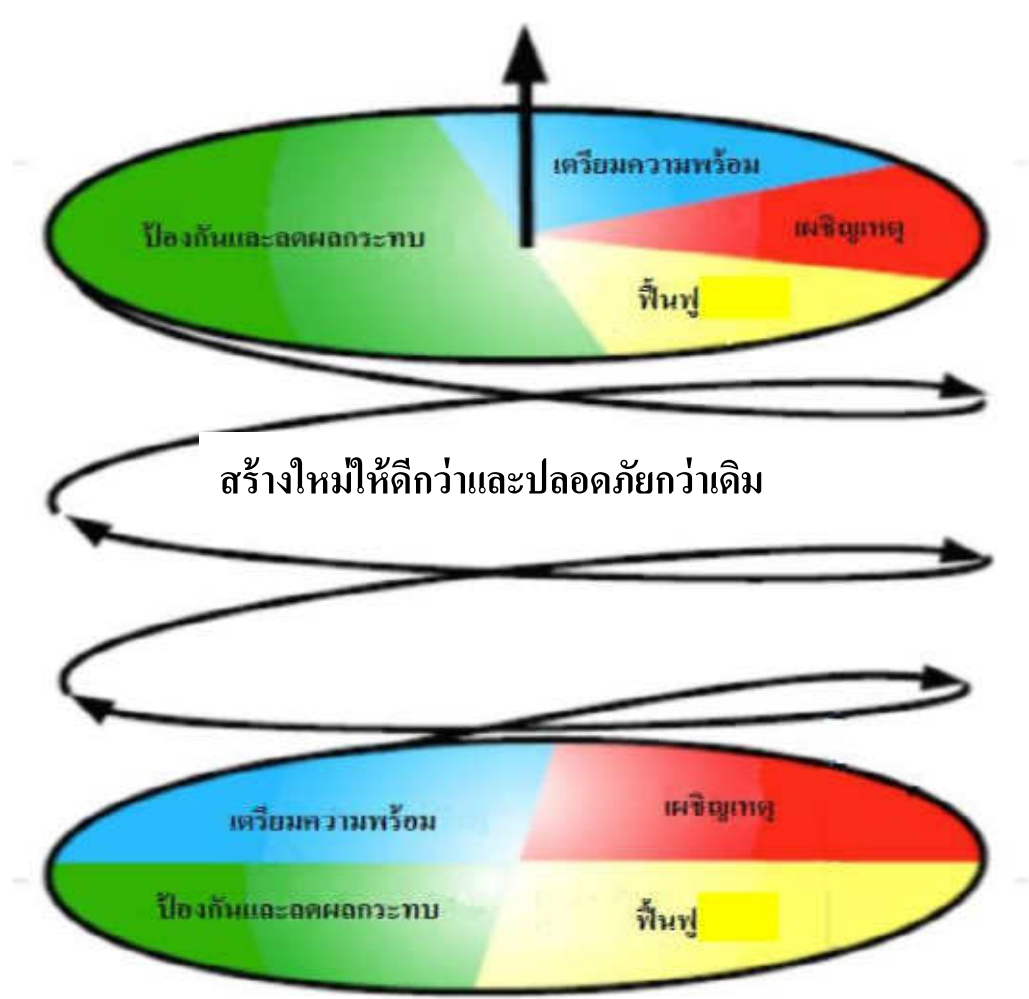 เตรียมความพร้อม
ป้องกันและลดผลกระทบ
เผชิญเหตุ
ฟื้นฟู
สร้างใหม่ให้ดีกว่าและปลอดภัยกว่าเดิม
เตรียมความพร้อม
เผชิญเหตุ
ป้องกันและลดผลกระทบ
ฟื้นฟู